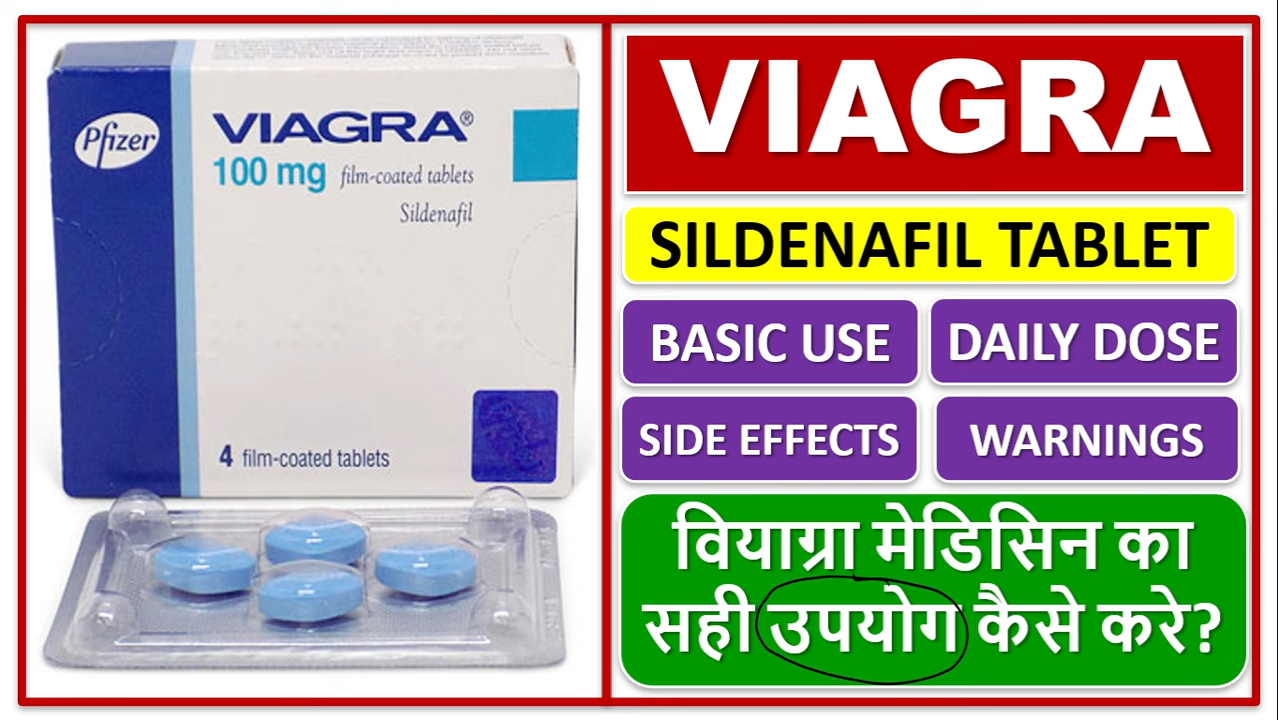 Pfizer
VIAGRA®
100 mg film-coated tablets
Sildenafil
4 film-coated tablets
VIAGRA
SILDENAFIL TABLET
BASIC USE
DAILY DOSE
SIDE EFFECTS
WARNINGS
वियाग्रा मेडिसिन का
सही उपयोग कैसे करे?